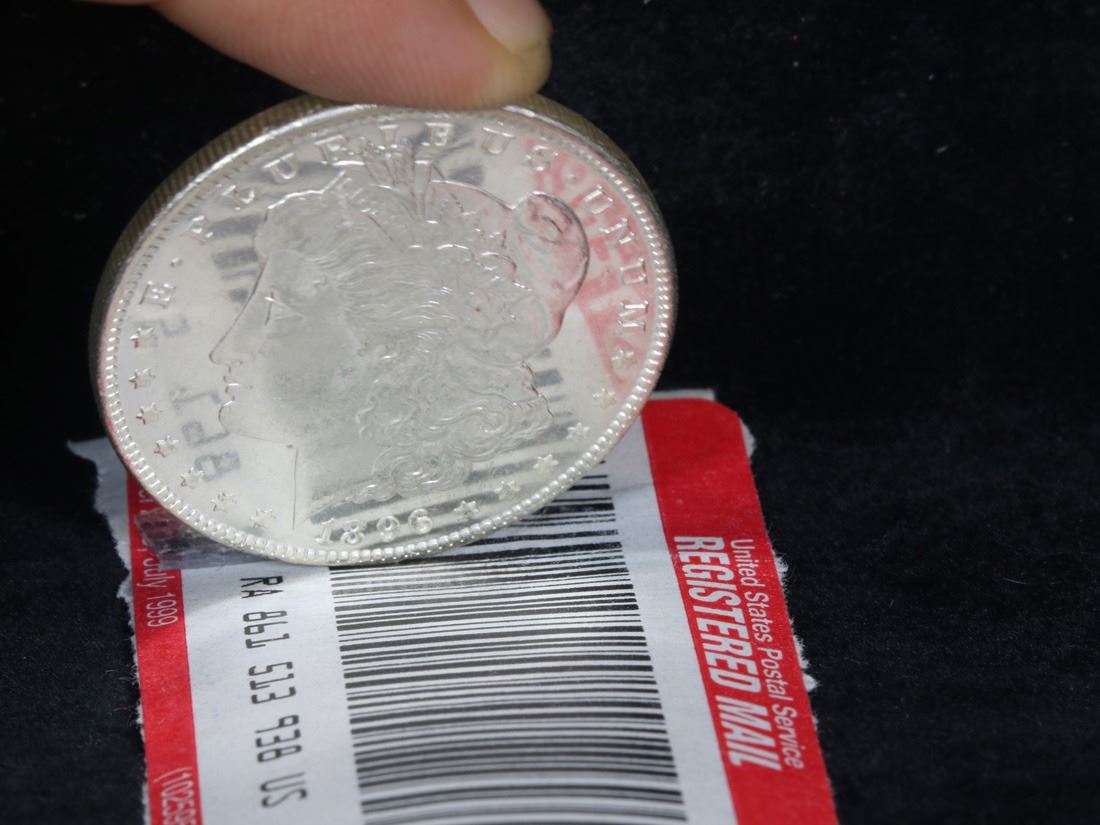 E · PLURIBUS · UNUM
1896
July 1999
RA 861 513 938 US
United States Postal Service
REGISTERED MAIL